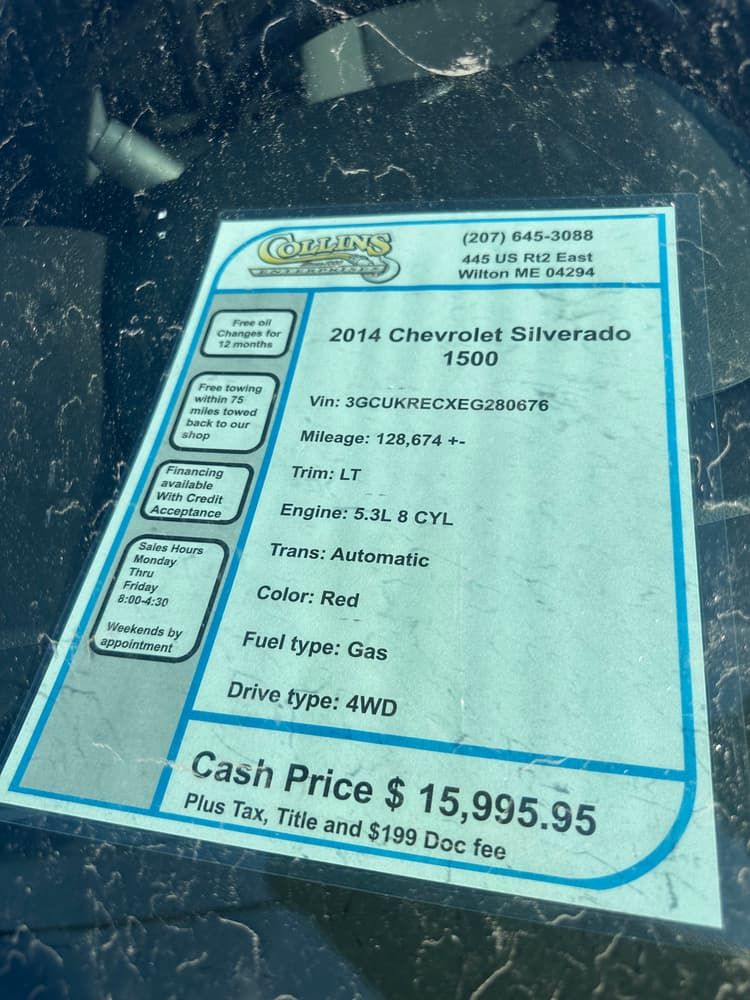 COLLINS
ENTERPRISES
(207) 645-3088
445 US Rt2 East
Wilton ME 04294
Free oil
Changes for
12 months
Free towing
within 75
miles towed
back to our
shop
Financing
available
With Credit
Acceptance
Sales Hours
Monday
Thru
Friday
8:00-4:30
Weekends by
appointment
2014 Chevrolet Silverado
1500
Vin: 3GCUKRECXEG280676
Mileage: 128,674 +-
Trim: LT
Engine: 5.3L 8 CYL
Trans: Automatic
Color: Red
Fuel type: Gas
Drive type: 4WD
Cash Price $ 15,995.95
Plus Tax, Title and $199 Doc fee